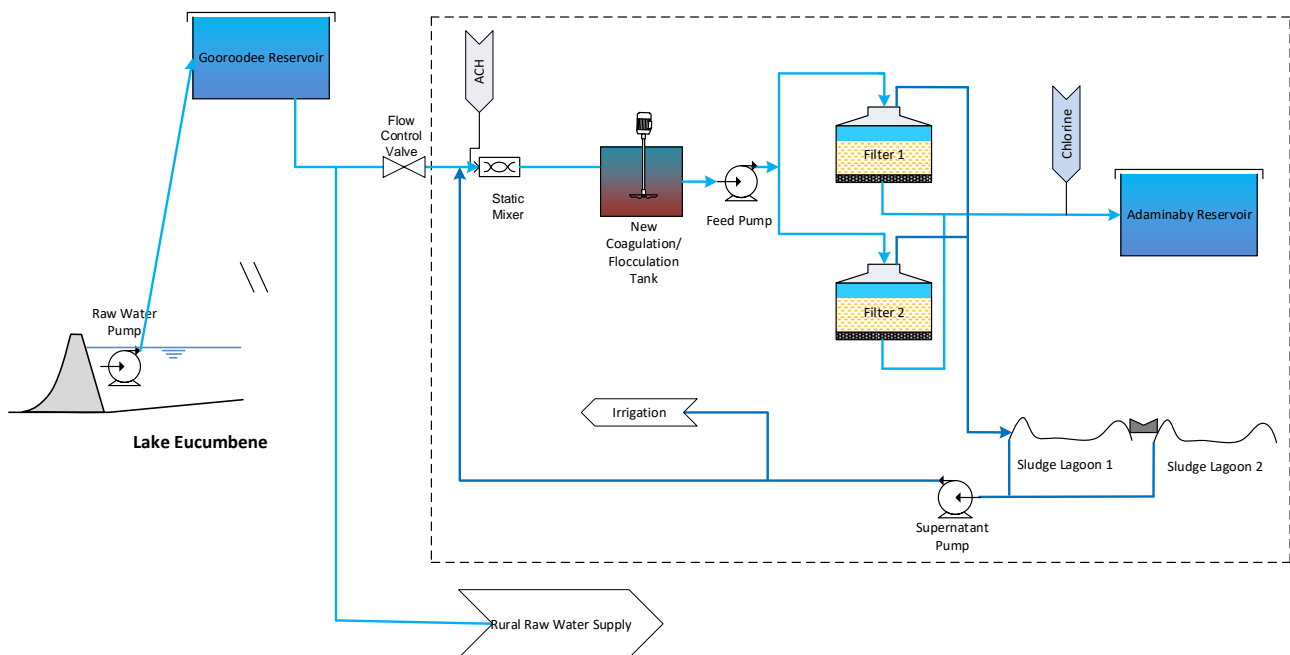 Gooroodee Reservoir
ACH
Flow
Control
Valve
Static
Mixer
New
Coagulation/
Flocculation
Tank
Feed Pump
Filter 1
Filter 2
Chlorine
Adaminaby Reservoir
Raw Water
Pump
Lake Eucumbene
Irrigation
Sludge Lagoon 1
Sludge Lagoon 2
Supernatant
Pump
Rural Raw Water Supply